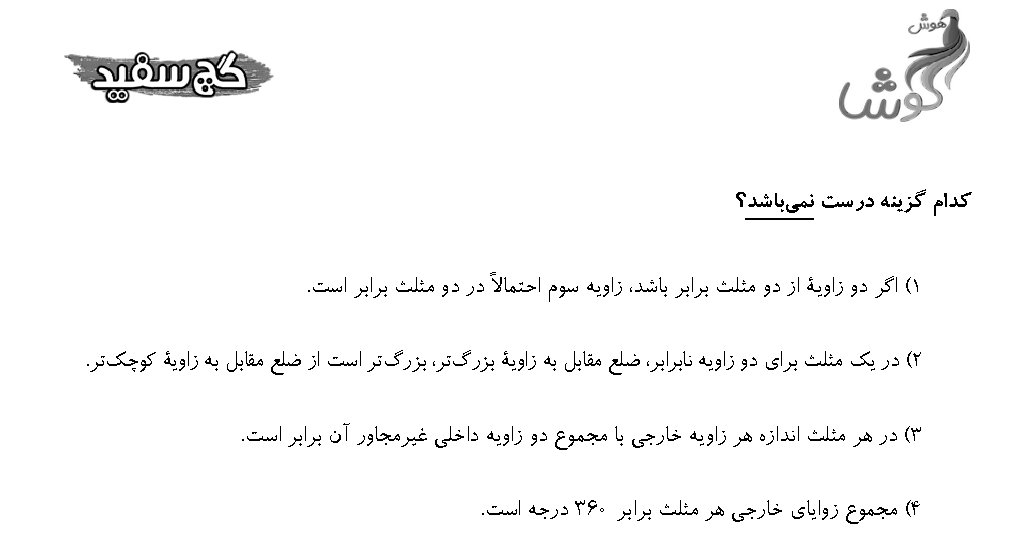 هوش
گوشا
گچ سفید
کدام گزینه درست نمی‌باشد؟
۱) اگر دو زاویهٔ از دو مثلث برابر باشد، زاویه سوم احتمالاً در دو مثلث برابر است.
۲) در یک مثلث برای دو زاویه نابرابر، ضلع مقابل به زاویهٔ بزرگ‌تر، بزرگ‌تر است از ضلع مقابل به زاویهٔ کوچک‌تر.
۳) در هر مثلث اندازه هر زاویه خارجی با مجموع دو زاویه داخلی غیرمجاور آن برابر است.
۴) مجموع زوایای خارجی هر مثلث برابر ۳۶۰ درجه است.